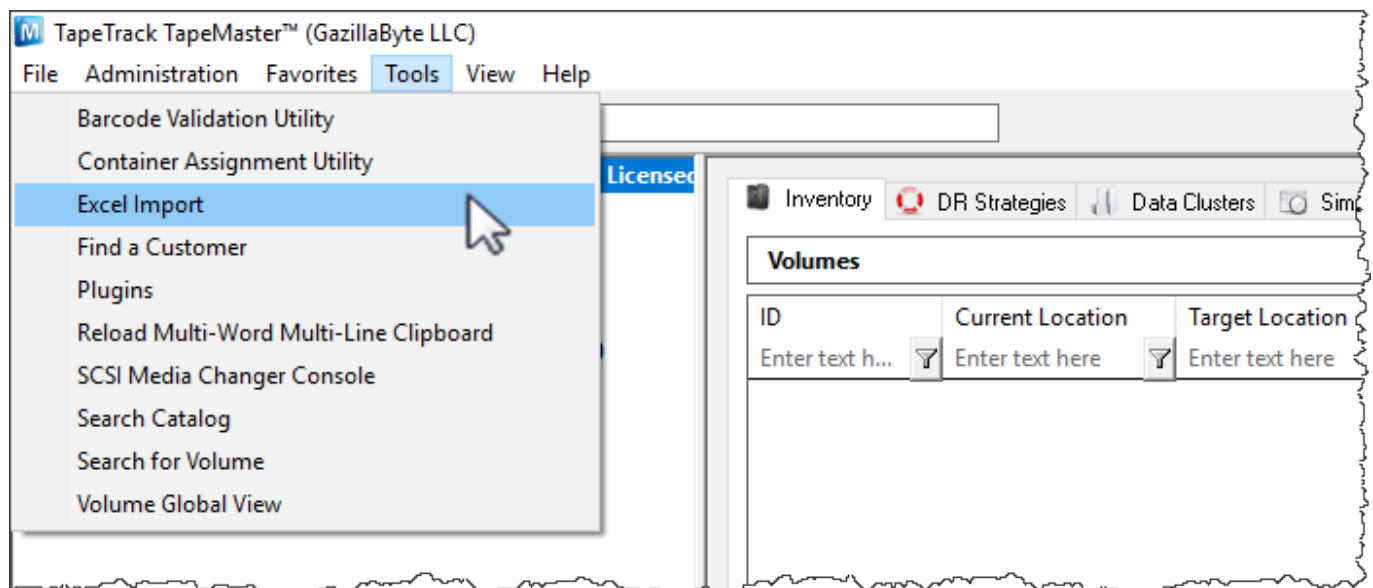 TapeTrack TapeMaster™ (GazillaByte LLC)
File Administration Favorites Tools View Help
Barcode Validation Utility
Container Assignment Utility
Excel Import
Find a Customer
Plugins
Reload Multi-Word Multi-Line Clipboard
SCSI Media Changer Console
Search Catalog
Search for Volume
Volume Global View
Licensed
Inventory DR Strategies Data Clusters
Volumes
ID Current Location Target Location
Enter text h... Enter text here Enter text here